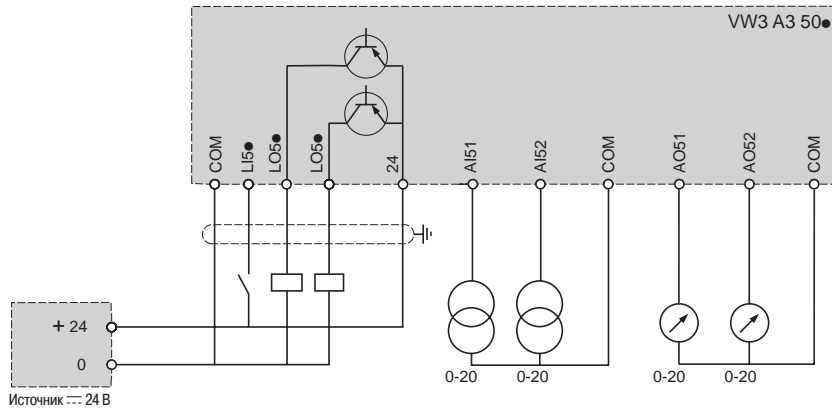 VW3 A3 50●
COM
LI5●
LO5●
LO5●
24
AI51
AI52
COM
AO51
AO52
COM
+ 24
0
0-20
0-20
0-20
0-20
Источник ⎓ 24 В